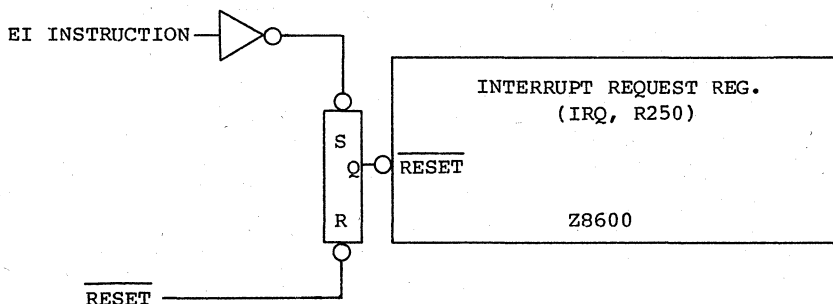 EI INSTRUCTION
INTERRUPT REQUEST REG.
(IRQ, R250)
S
Q
RESET
R
Z8600
RESET